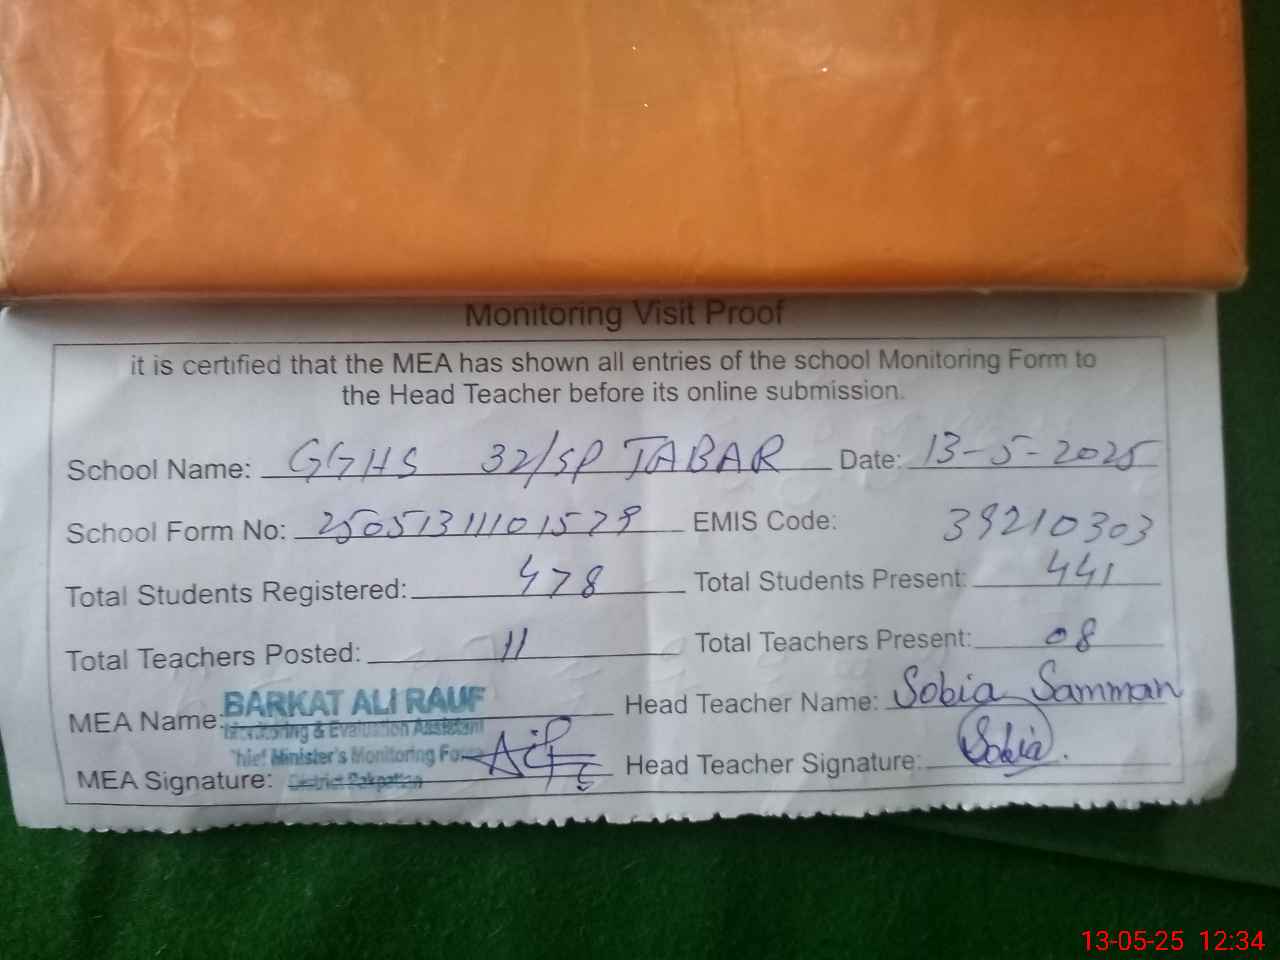 Monitoring Visit Proof
it is certified that the MEA has shown all entries of the school Monitoring Form to
the Head Teacher before its online submission.
School Name: GGHS 32/SP TABAR Date: 13-5-2025
School Form No: 25051311101579 EMIS Code: 39210303
Total Students Registered: 478 Total Students Present: 441
Total Teachers Posted: 11 Total Teachers Present: 08
MEA Name: BARKAT ALI RAUF Head Teacher Name: Sobia Samman
Monitoring & Evaluation Assistant
Chief Minister's Monitoring Force
MEA Signature: District Pakpattan Head Teacher Signature: Sobia.
13-05-25 12:34